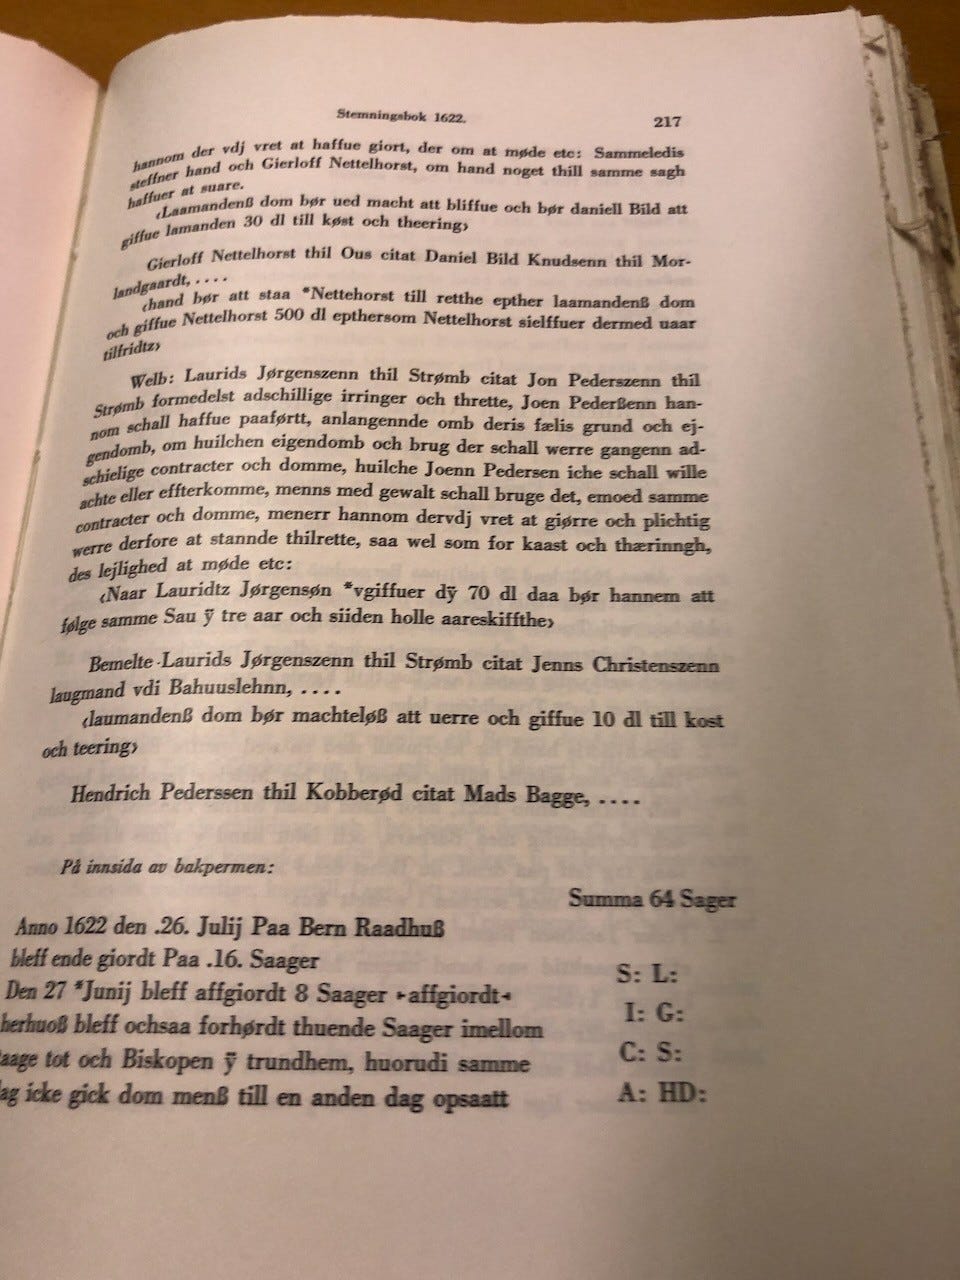 Stemningsbok 1622.
217
hannom der vdj vret at haffue giort, der om at møde etc: Sammeledis
steffner hand och Gierloff Nettelhorst, om hand noget thill samme sagh
haffuer at suare.
‹Laamandenß dom bør ued macht att bliffue och bør daniell Bild att
giffue lamanden 30 dl till køst och theering›
Gierloff Nettelhorst thil Ous citat Daniel Bild Knudsenn thil Mor-
landgaardt, ....
‹hand bør att staa *Nettehorst till retthe epther laamandenß dom
och giffue Nettelhorst 500 dl epthersom Nettelhorst sielffuer dermed uaar
tilfridtz›
Welb: Laurids Jørgenszenn thil Strømb citat Jon Pederszenn thil
Strømb formedelst adschillige irringer och thrette, Joen Pederßenn han-
nom schall haffue paaførtt, anlangennde omb deris fælis grund och ej-
gendomb, om huilchen eigendomb och brug der schall werre gangenn ad-
schielige contracter och domme, huilche Joenn Pedersen iche schall wille
achte eller effterkomme, menns med gewalt schall bruge det, emoed samme
contracter och domme, menerr hannom dervdj vret at giørre och plichtig
werre derfore at stannde thilrette, saa wel som for kaast och thærinngh,
des lejlighed at møde etc:
‹Naar Lauridtz Jørgensøn *vgiffuer dÿ 70 dl daa bør hannem att
følge samme Sau ÿ tre aar och siiden holle aareskiffthe›
Bemelte Laurids Jørgenszenn thil Strømb citat Jenns Christenszenn
laugmand vdi Bahuuslehnn, ....
‹laumandenß dom bør machteløß att uerre och giffue 10 dl till kost
och teering›
Hendrich Pederssen thil Kobberød citat Mads Bagge, ....
På innsida av bakpermen:
Summa 64 Sager
Anno 1622 den .26. Julij Paa Bern Raadhuß
bleff ende giordt Paa .16. Saager
Den 27 *Junij bleff affgiordt 8 Saager ▸affgiordt◂
herhuoß bleff ochsaa forhørdt thuende Saager imellom
aage tot och Biskopen ÿ trundhem, huorudi samme
ag icke gick dom menß till en anden dag opsaatt
S: L:
I: G:
C: S:
A: HD: